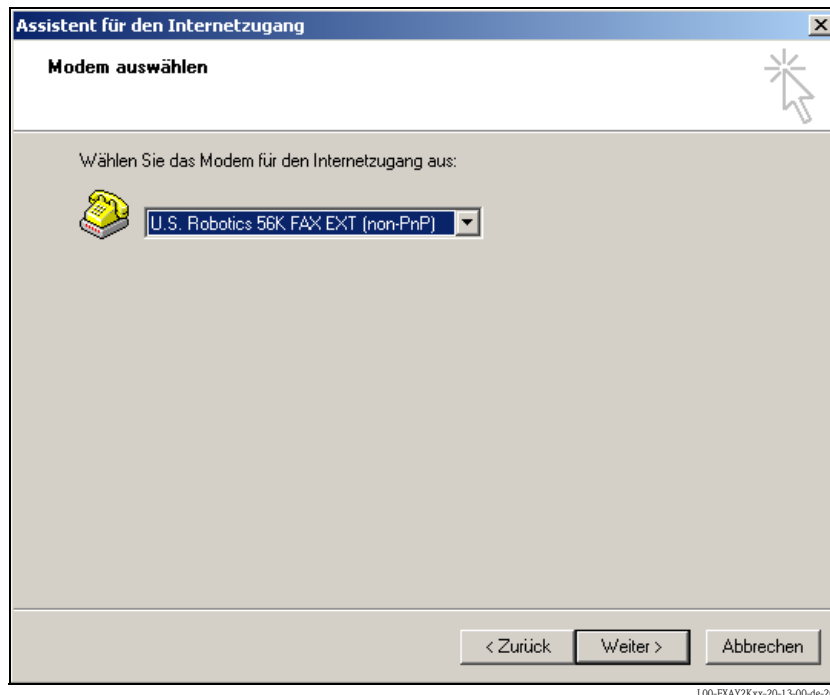 Assistent für den Internetzugang
Modem auswählen
Wählen Sie das Modem für den Internetzugang aus:
U.S. Robotics 56K FAX EXT (non-PnP)
< Zurück
Weiter >
Abbrechen